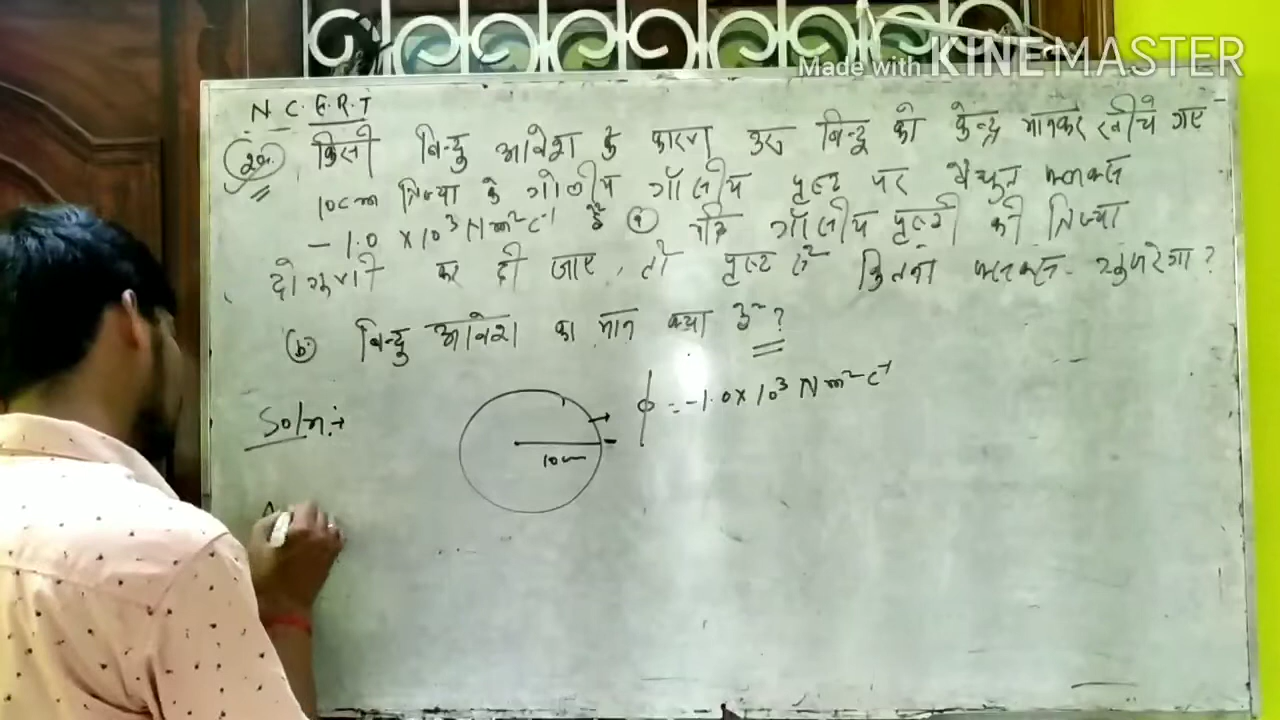 Made with KINEMASTER
N.C.E.R.T
किसी बिन्दु आवेश के कारण उस बिन्दु को केन्द्र मानकर खींचे गए
10cm त्रिज्या के गोलीय गॉसीय पृष्ट पर वैद्युत फ्लक्स
- 1.0 × 10³ Nm²C⁻¹ है (a) यदि गॉसीय पृष्ट की त्रिज्या
दोगुनी कर दी जाए, तो पृष्ट से कितना फ्लक्स गुजरेगा ?
(b) बिन्दु आवेश का मान क्या है ?
Soln:→
ϕ = -1.0 × 10³ Nm²C⁻¹
10cm